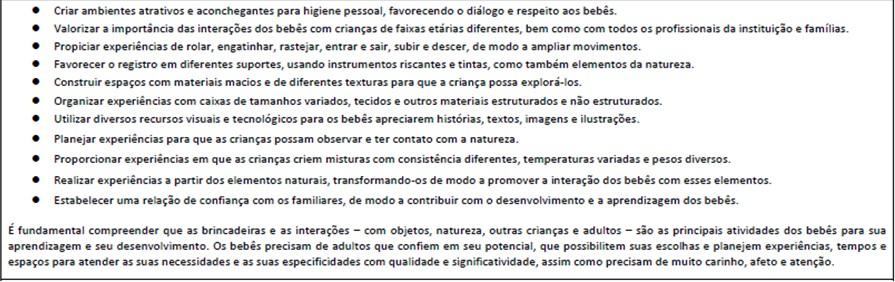 ● Criar ambientes atrativos e aconchegantes para higiene pessoal, favorecendo o diálogo e respeito aos bebês.
● Valorizar a importância das interações dos bebês com crianças de faixas etárias diferentes, bem como com todos os profissionais da instituição e famílias.
● Propiciar experiências de rolar, engatinhar, rastejar, entrar e sair, subir e descer, de modo a ampliar movimentos.
● Favorecer o registro em diferentes suportes, usando instrumentos riscantes e tintas, como também elementos da natureza.
● Construir espaços com materiais macios e de diferentes texturas para que a criança possa explorá-los.
● Organizar experiências com caixas de tamanhos variados, tecidos e outros materiais estruturados e não estruturados.
● Utilizar diversos recursos visuais e tecnológicos para os bebês apreciarem histórias, textos, imagens e ilustrações.
● Planejar experiências para que as crianças possam observar e ter contato com a natureza.
● Proporcionar experiências em que as crianças criem misturas com consistência diferentes, temperaturas variadas e pesos diversos.
● Realizar experiências a partir dos elementos naturais, transformando-os de modo a promover a interação dos bebês com esses elementos.
● Estabelecer uma relação de confiança com os familiares, de modo a contribuir com o desenvolvimento e a aprendizagem dos bebês.
É fundamental compreender que as brincadeiras e as interações – com objetos, natureza, outras crianças e adultos – são as principais atividades dos bebês para sua
aprendizagem e seu desenvolvimento. Os bebês precisam de adultos que confiem em seu potencial, que possibilitem suas escolhas e planejem experiências, tempos e
espaços para atender as suas necessidades e as suas especificidades com qualidade e significatividade, assim como precisam de muito carinho, afeto e atenção.